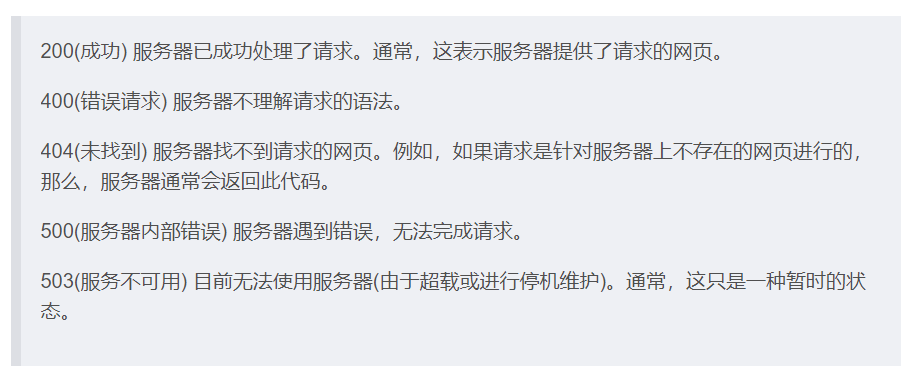 200(成功) 服务器已成功处理了请求。通常，这表示服务器提供了请求的网页。
400(错误请求) 服务器不理解请求的语法。
404(未找到) 服务器找不到请求的网页。例如，如果请求是针对服务器上不存在的网页进行的，
那么，服务器通常会返回此代码。
500(服务器内部错误) 服务器遇到错误，无法完成请求。
503(服务不可用) 目前无法使用服务器(由于超载或进行停机维护)。通常，这只是一种暂时的状
态。